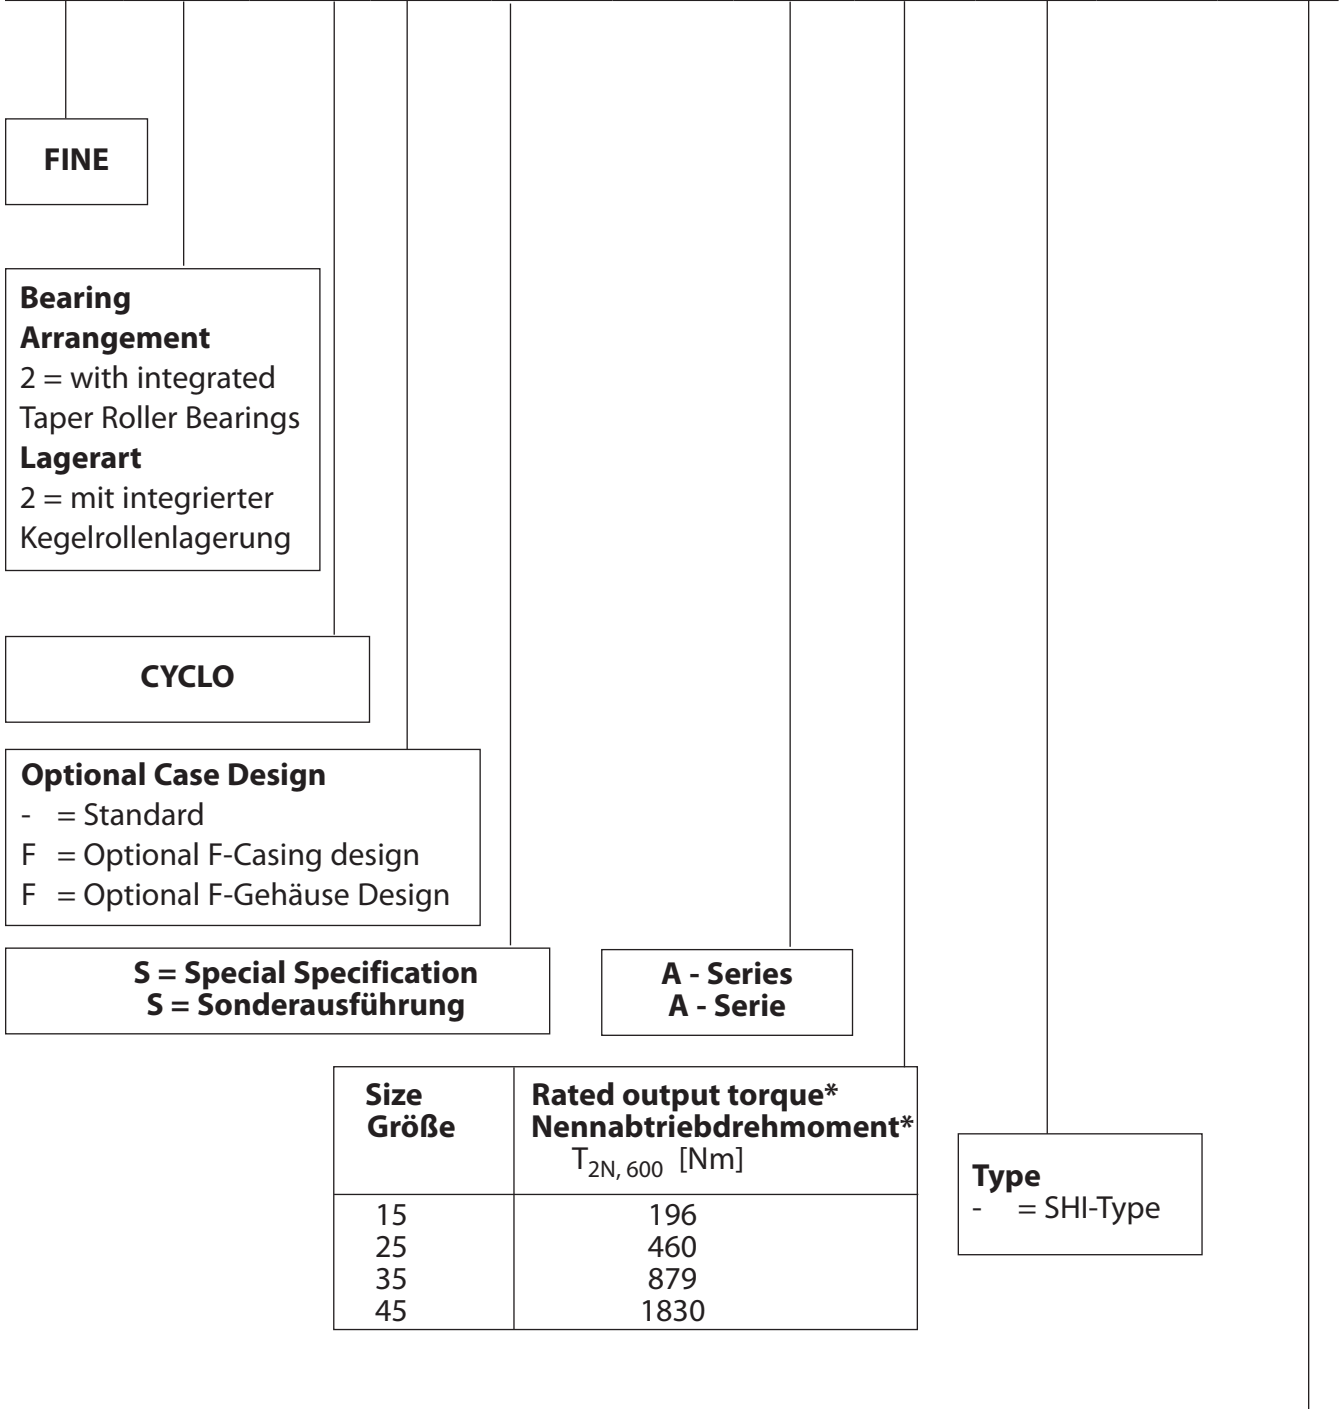 FINE
Bearing
Arrangement
2 = with integrated
Taper Roller Bearings
Lagerart
2 = mit integrierter
Kegelrollenlagerung
CYCLO
Optional Case Design
- = Standard
F = Optional F-Casing design
F = Optional F-Gehäuse Design
S = Special Specification
S = Sonderausführung
A - Series
A - Serie
Size
Größe
Rated output torque*
Nennabtriebdrehmoment*
T2N, 600 [Nm]
15 196
25 460
35 879
45 1830
Type
- = SHI-Type